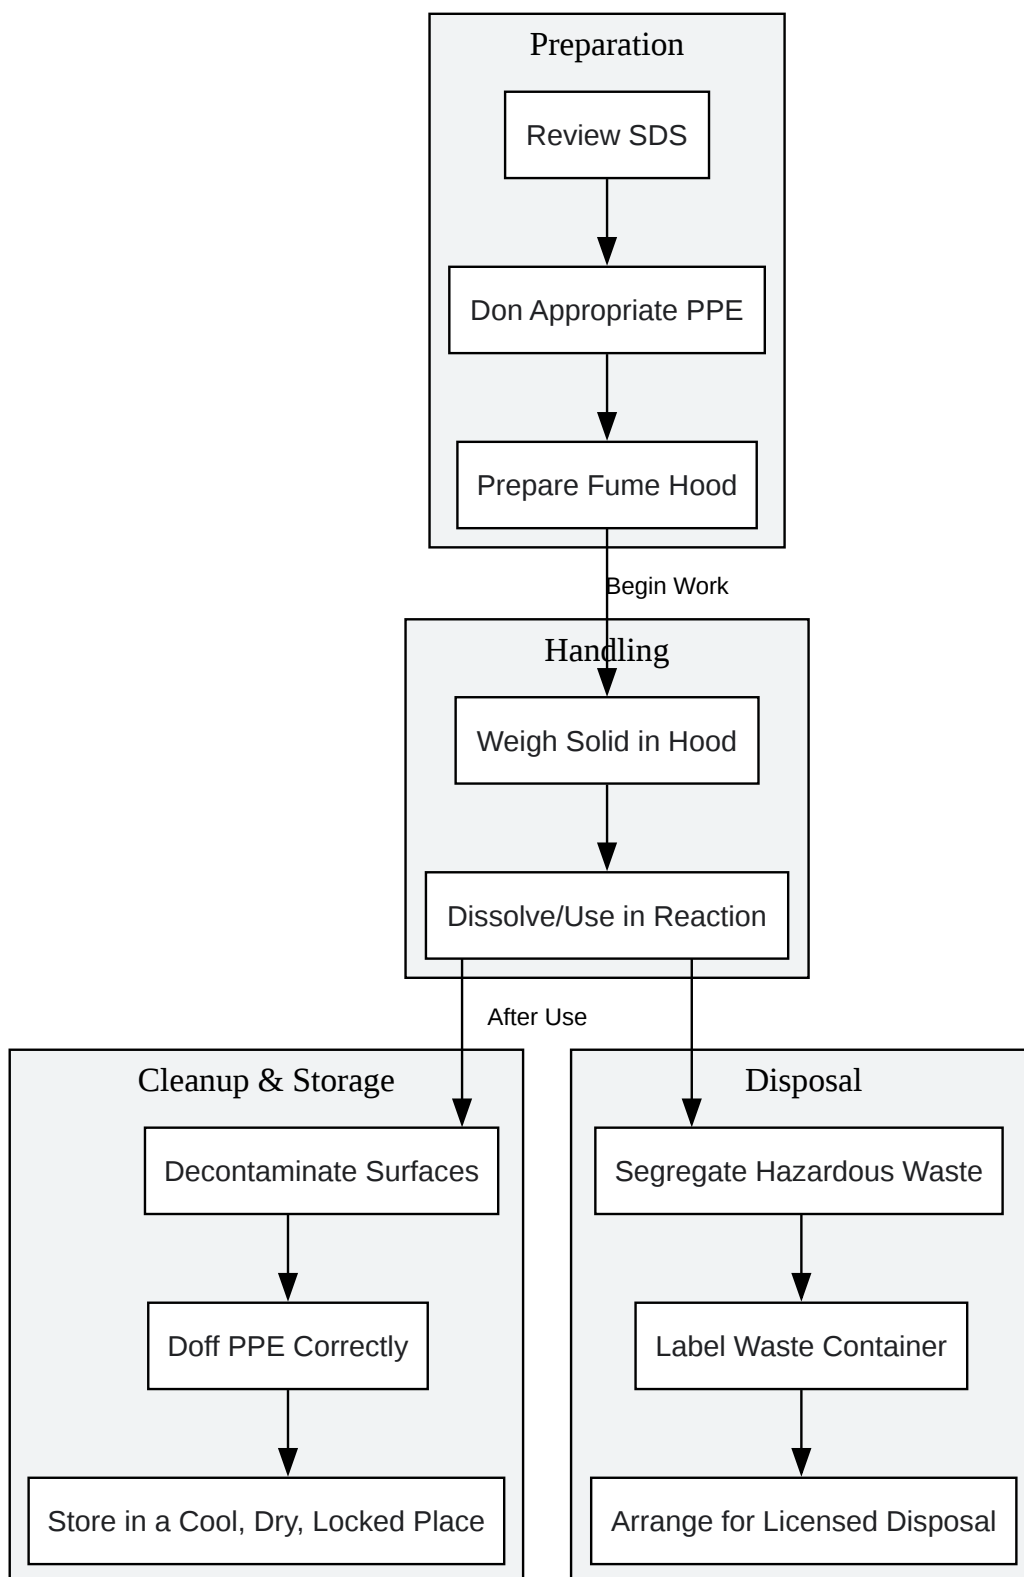 Preparation
Review SDS
Don Appropriate PPE
Prepare Fume Hood
Begin Work
Handling
Weigh Solid in Hood
Dissolve/Use in Reaction
After Use
Cleanup & Storage
Decontaminate Surfaces
Doff PPE Correctly
Store in a Cool, Dry, Locked Place
Disposal
Segregate Hazardous Waste
Label Waste Container
Arrange for Licensed Disposal